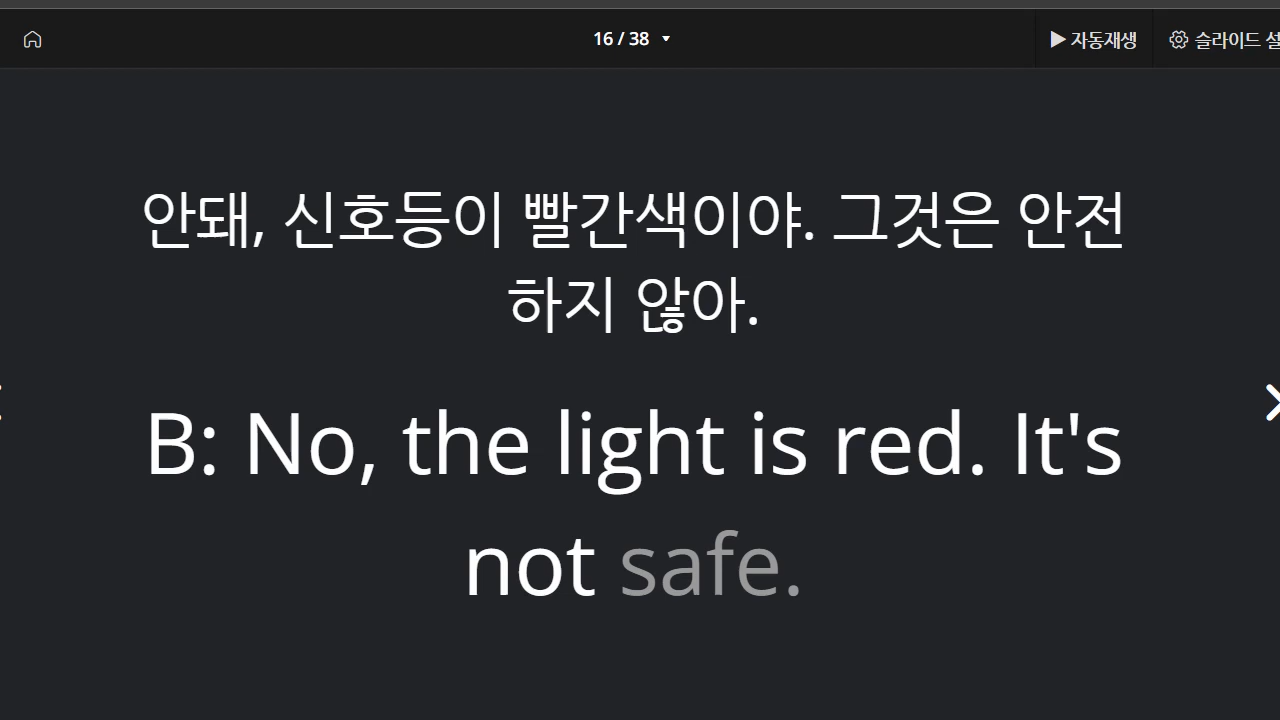 16 / 38
▶ 자동재생
슬라이드 설
안돼, 신호등이 빨간색이야. 그것은 안전
하지 않아.
B: No, the light is red. It's
not safe.